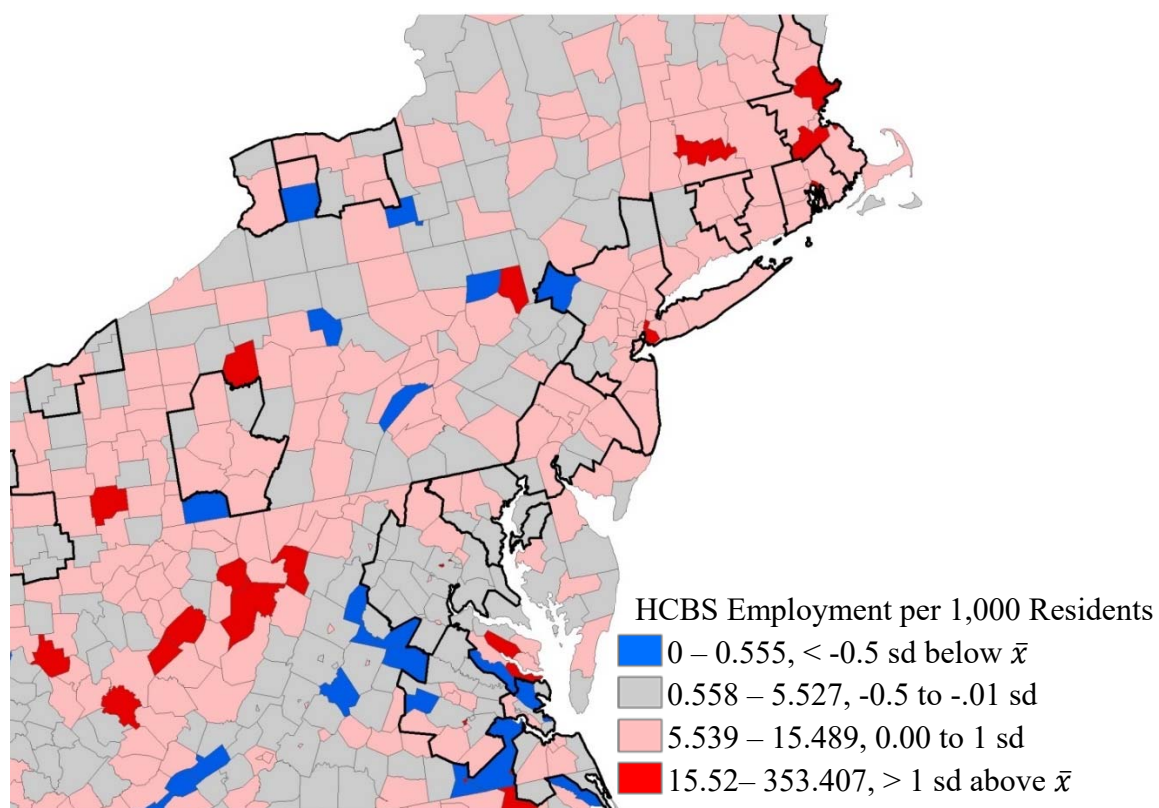 HCBS Employment per 1,000 Residents
0 – 0.555, < -0.5 sd below x̄
0.558 – 5.527, -0.5 to -.01 sd
5.539 – 15.489, 0.00 to 1 sd
15.52– 353.407, > 1 sd above x̄